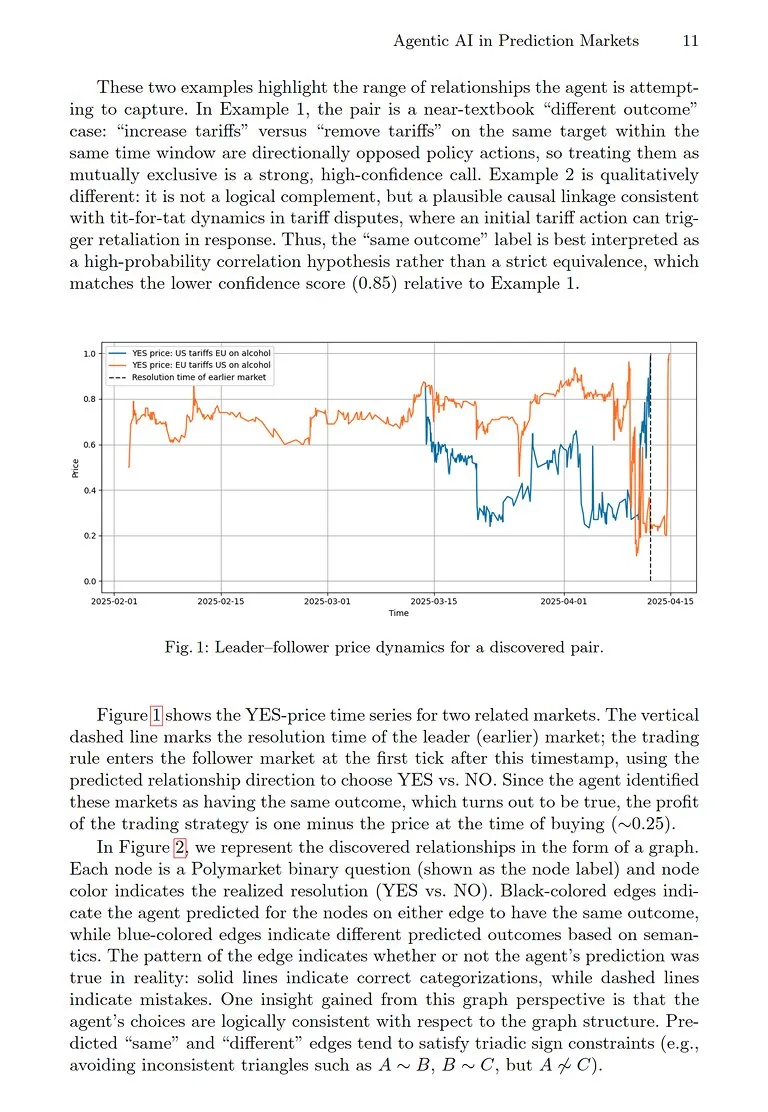 Agentic AI in Prediction Markets 11
These two examples highlight the range of relationships the agent is attempt-
ing to capture. In Example 1, the pair is a near-textbook “different outcome”
case: “increase tariffs” versus “remove tariffs” on the same target within the
same time window are directionally opposed policy actions, so treating them as
mutually exclusive is a strong, high-confidence call. Example 2 is qualitatively
different: it is not a logical complement, but a plausible causal linkage consistent
with tit-for-tat dynamics in tariff disputes, where an initial tariff action can trig-
ger retaliation in response. Thus, the “same outcome” label is best interpreted as
a high-probability correlation hypothesis rather than a strict equivalence, which
matches the lower confidence score (0.85) relative to Example 1.
YES price: US tariffs EU on alcohol
YES price: EU tariffs US on alcohol
Resolution time of earlier market
1.0
0.8
0.6
0.4
0.2
0.0
Price
2025-02-01 2025-02-15 2025-03-01 2025-03-15 2025-04-01 2025-04-15
Time
Fig. 1: Leader–follower price dynamics for a discovered pair.
Figure 1 shows the YES-price time series for two related markets. The vertical
dashed line marks the resolution time of the leader (earlier) market; the trading
rule enters the follower market at the first tick after this timestamp, using the
predicted relationship direction to choose YES vs. NO. Since the agent identified
these markets as having the same outcome, which turns out to be true, the profit
of the trading strategy is one minus the price at the time of buying (∼0.25).
In Figure 2, we represent the discovered relationships in the form of a graph.
Each node is a Polymarket binary question (shown as the node label) and node
color indicates the realized resolution (YES vs. NO). Black-colored edges indi-
cate the agent predicted for the nodes on either edge to have the same outcome,
while blue-colored edges indicate different predicted outcomes based on seman-
tics. The pattern of the edge indicates whether or not the agent’s prediction was
true in reality: solid lines indicate correct categorizations, while dashed lines
indicate mistakes. One insight gained from this graph perspective is that the
agent’s choices are logically consistent with respect to the graph structure. Pre-
dicted “same” and “different” edges tend to satisfy triadic sign constraints (e.g.,
avoiding inconsistent triangles such as A ∼ B, B ∼ C, but A ≁ C).